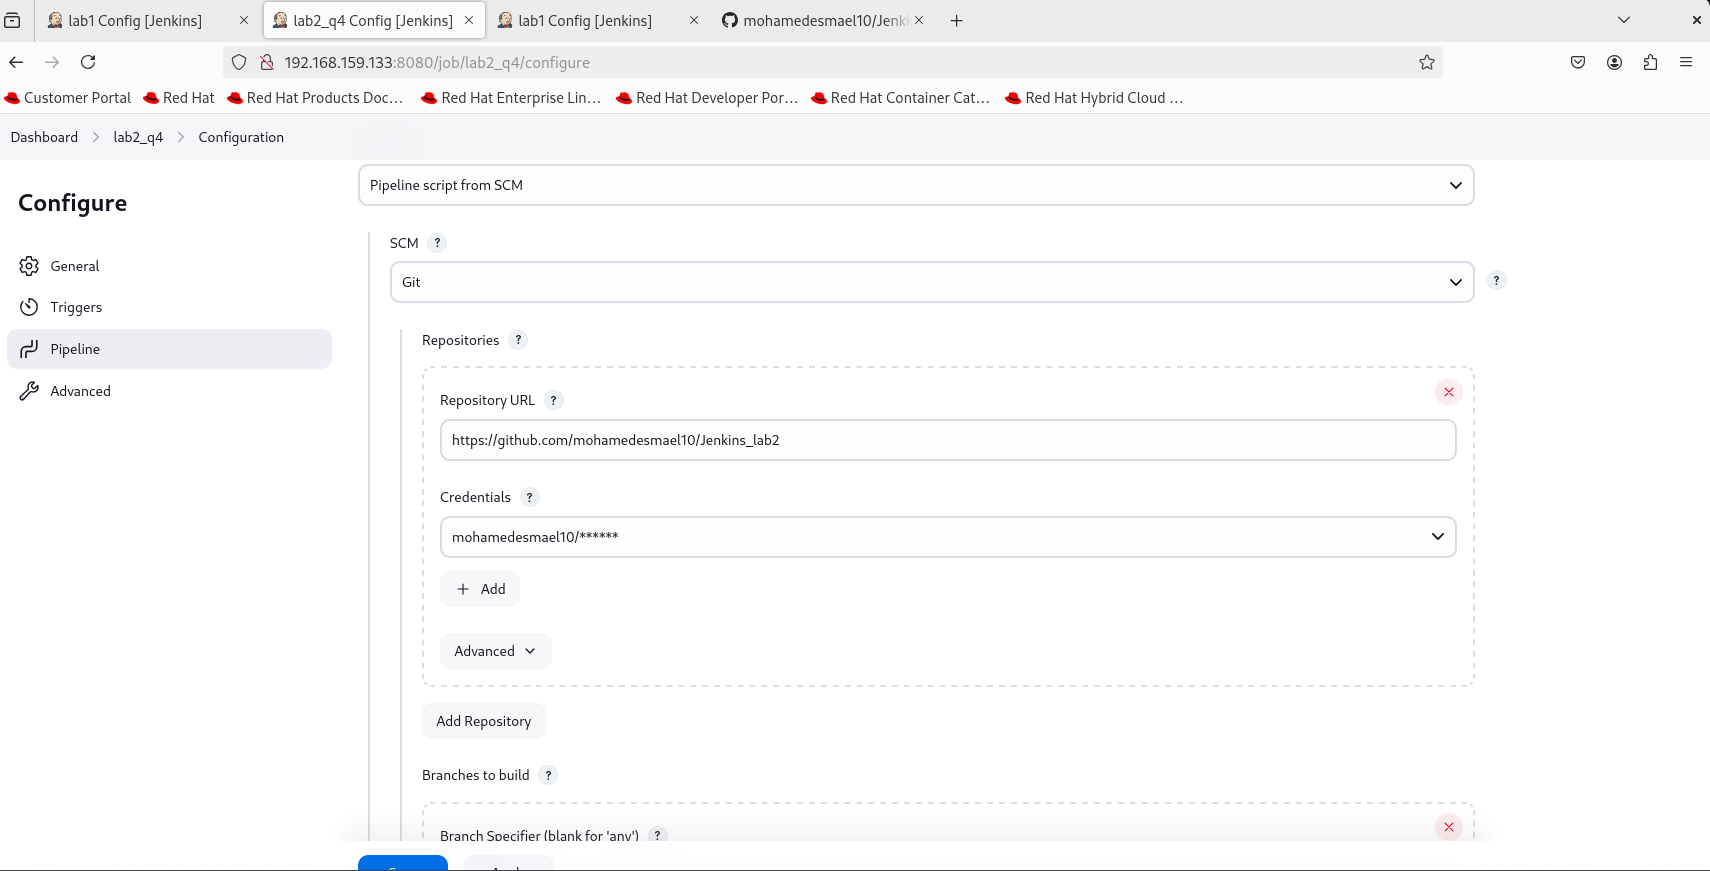 lab1 Config [Jenkins]
lab2_q4 Config [Jenkins]
lab1 Config [Jenkins]
mohamedesmael10/Jenki
192.168.159.133:8080/job/lab2_q4/configure
Customer Portal
Red Hat
Red Hat Products Doc...
Red Hat Enterprise Lin...
Red Hat Developer Por...
Red Hat Container Cat...
Red Hat Hybrid Cloud ...
Dashboard
lab2_q4
Configuration
Configure
General
Triggers
Pipeline
Advanced
Pipeline script from SCM
SCM ?
Git
?
Repositories ?
Repository URL ?
https://github.com/mohamedesmael10/Jenkins_lab2
Credentials ?
mohamedesmael10/******
+ Add
Advanced
Add Repository
Branches to build ?
Branch Specifier (blank for 'any') ?